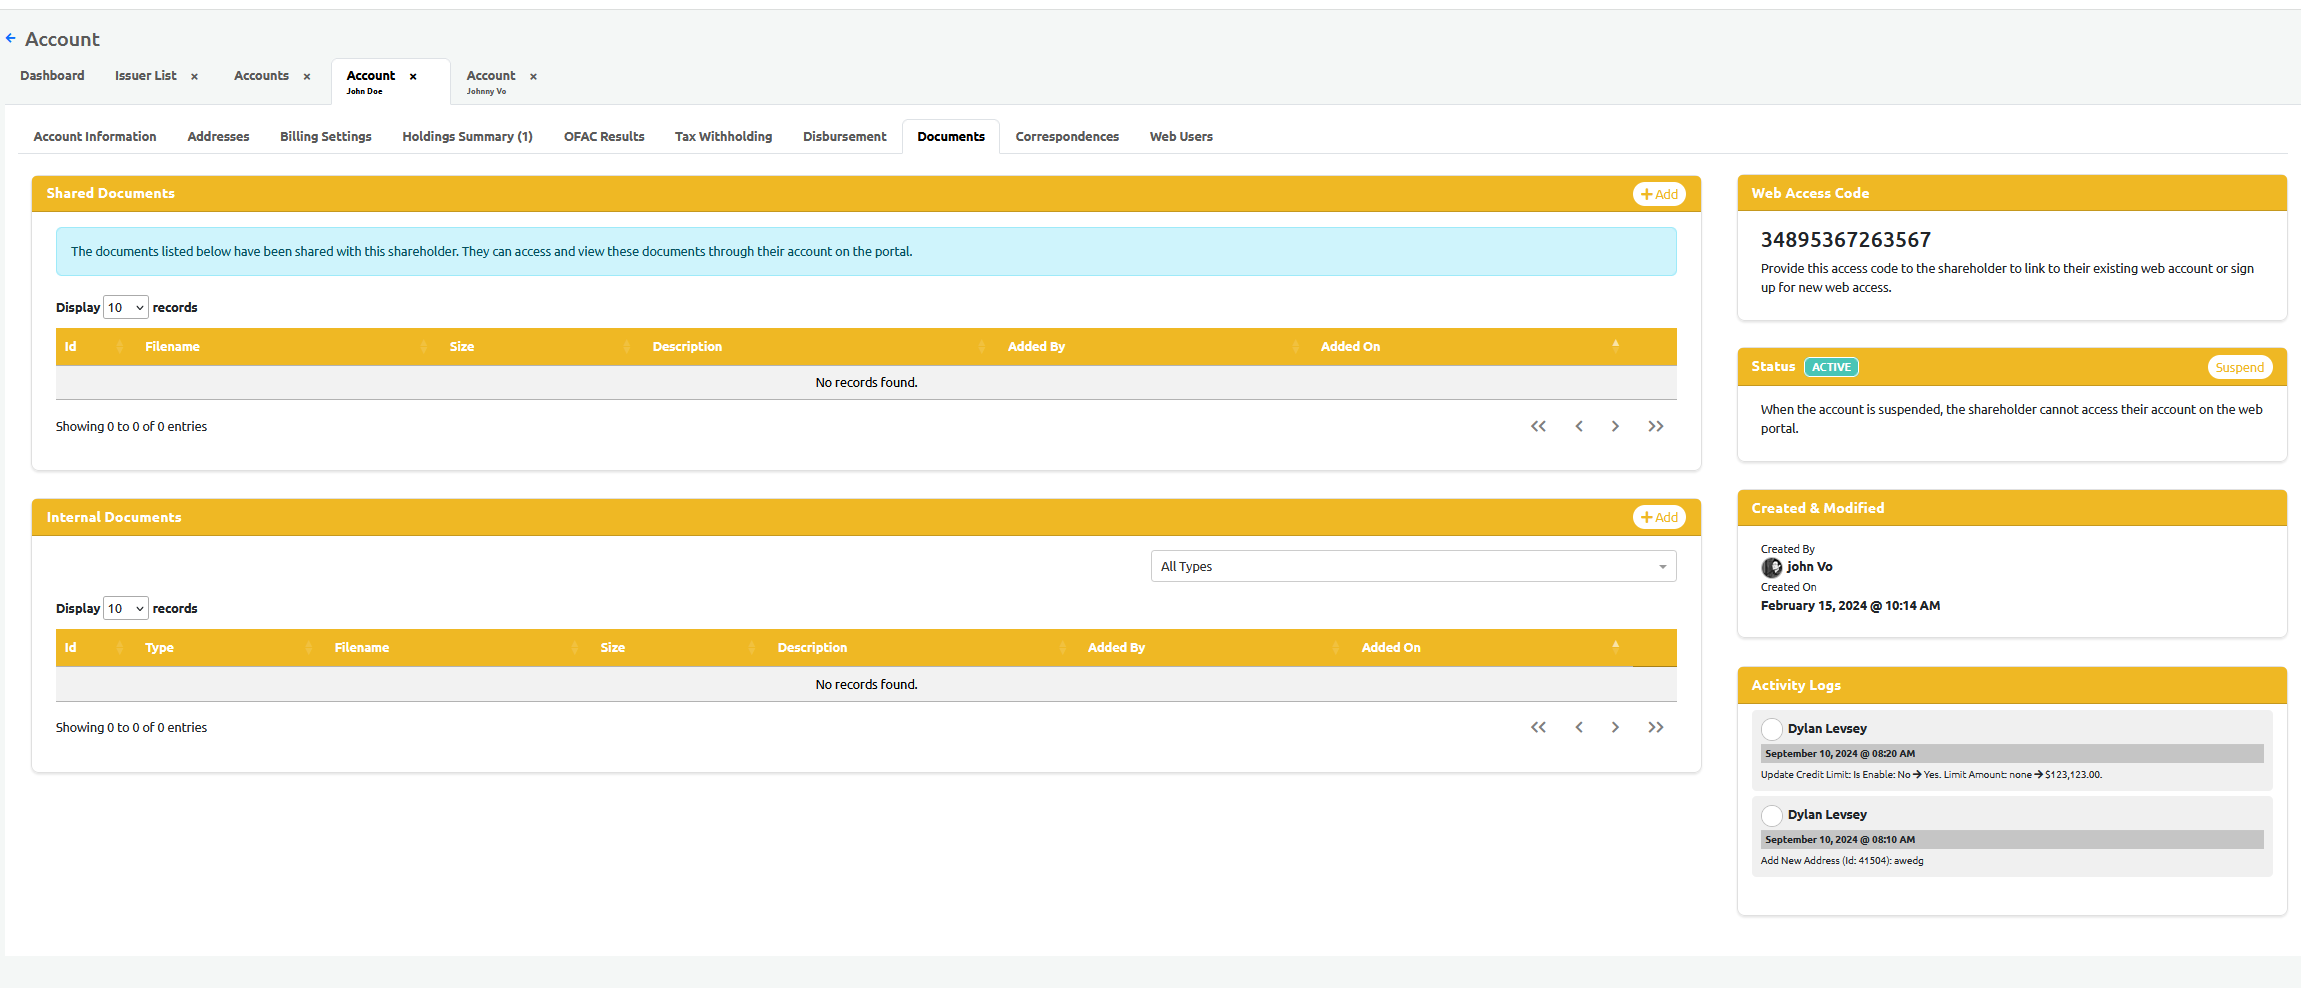 Account
Dashboard
Issuer List ×
Accounts ×
Account ×
John Doe
Account ×
Johnny Vo
Account Information
Addresses
Billing Settings
Holdings Summary (1)
OFAC Results
Tax Withholding
Disbursement
Documents
Correspondences
Web Users
Shared Documents
+ Add
The documents listed below have been shared with this shareholder. They can access and view these documents through their account on the portal.
Display 10 records
Id Filename Size Description Added By Added On
No records found.
Showing 0 to 0 of 0 entries
Internal Documents
+ Add
All Types
Display 10 records
Id Type Filename Size Description Added By Added On
No records found.
Showing 0 to 0 of 0 entries
Web Access Code
34895367263567
Provide this access code to the shareholder to link to their existing web account or sign
up for new web access.
Status ACTIVE
Suspend
When the account is suspended, the shareholder cannot access their account on the web
portal.
Created & Modified
Created By
john Vo
Created On
February 15, 2024 @ 10:14 AM
Activity Logs
Dylan Levsey
September 10, 2024 @ 08:20 AM
Update Credit Limit: Is Enable: No → Yes. Limit Amount: none → $123,123.00.
Dylan Levsey
September 10, 2024 @ 08:10 AM
Add New Address (Id: 41504): awedg